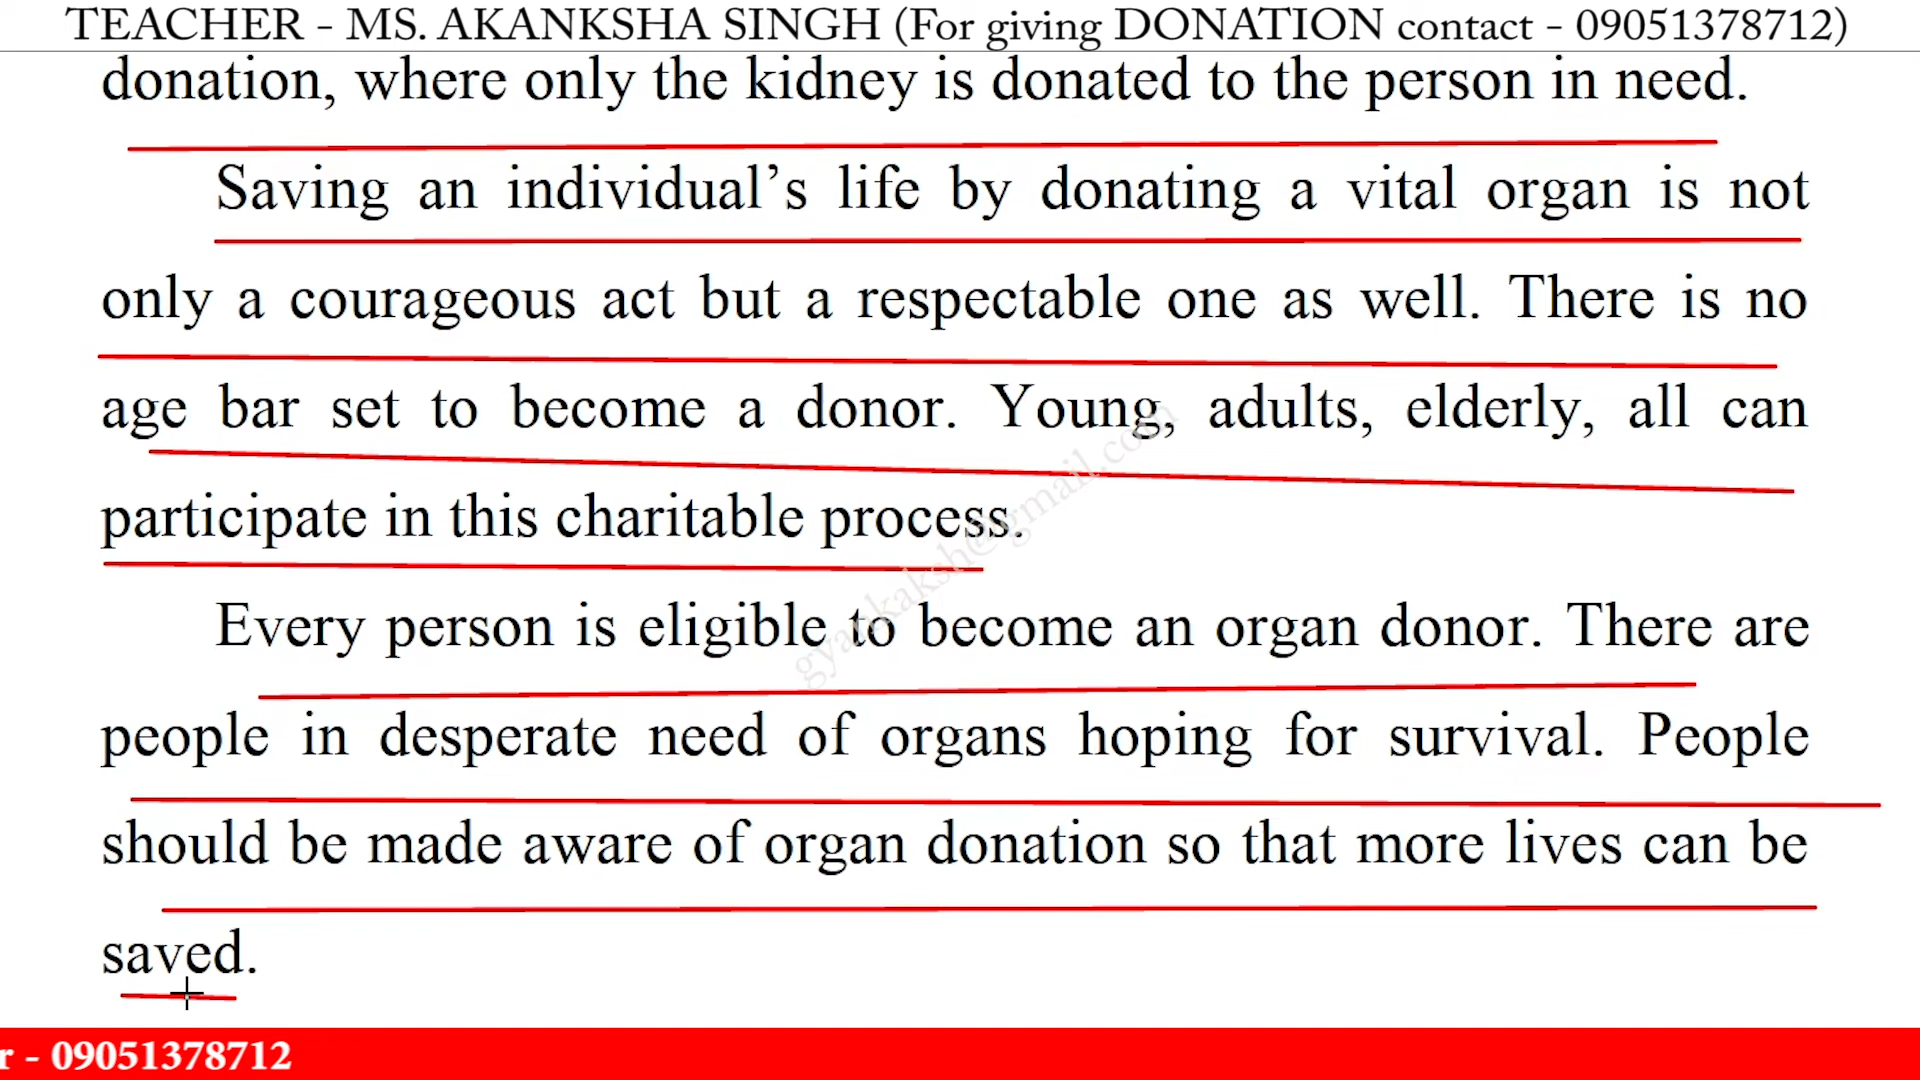 TEACHER - MS. AKANKSHA SINGH (For giving DONATION contact - 09051378712)
donation, where only the kidney is donated to the person in need.
Saving an individual’s life by donating a vital organ is not
only a courageous act but a respectable one as well. There is no
age bar set to become a donor. Young, adults, elderly, all can
participate in this charitable process.
gyankaksh@gmail.com
Every person is eligible to become an organ donor. There are
people in desperate need of organs hoping for survival. People
should be made aware of organ donation so that more lives can be
saved.
r - 09051378712